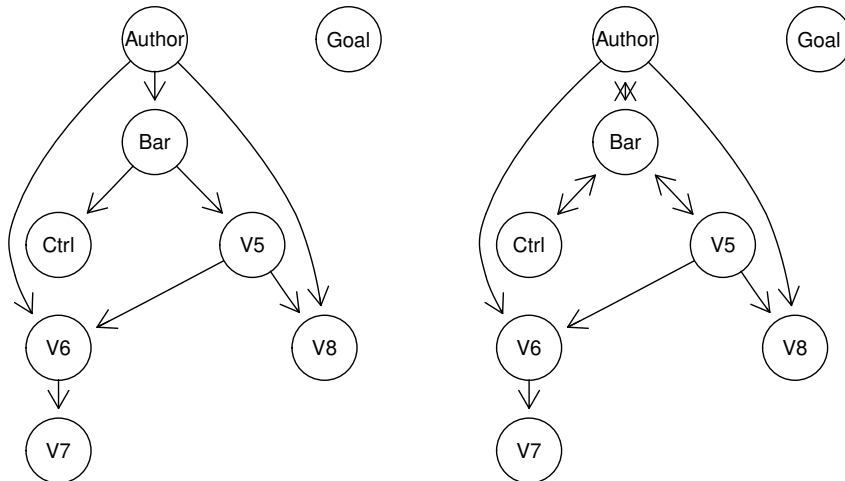 Author Goal Author Goal
Bar Bar
Ctrl V5 Ctrl V5
V6 V8 V6 V8
V7 V7